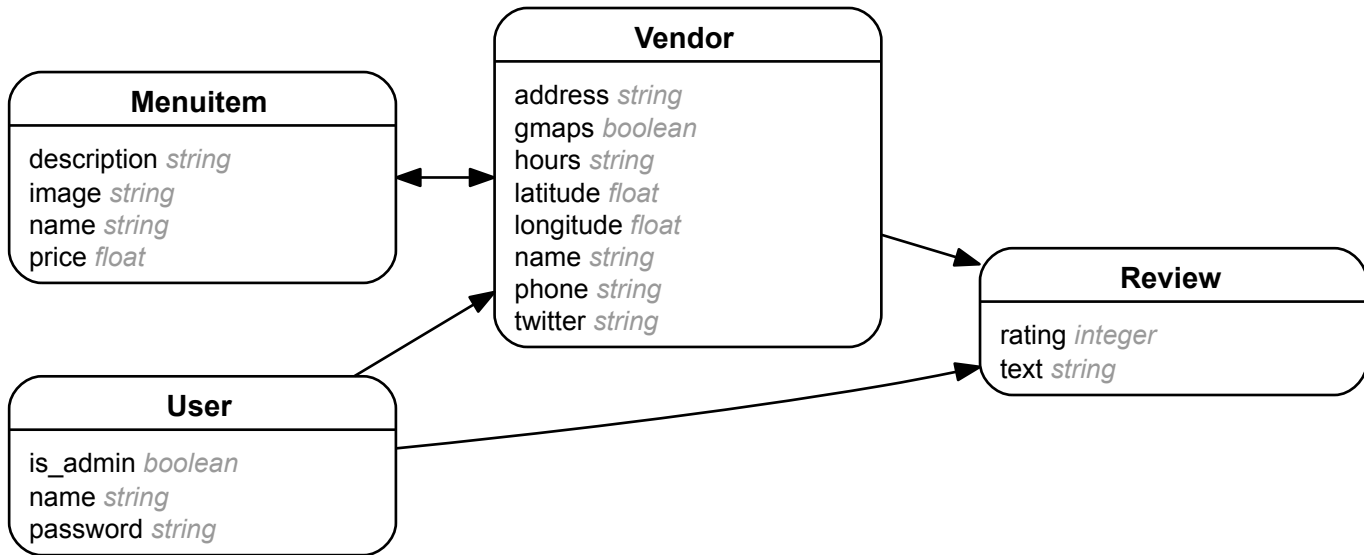 Menuitem
description string
image string
name string
price float
Vendor
address string
gmaps boolean
hours string
latitude float
longitude float
name string
phone string
twitter string
User
is_admin boolean
name string
password string
Review
rating integer
text string